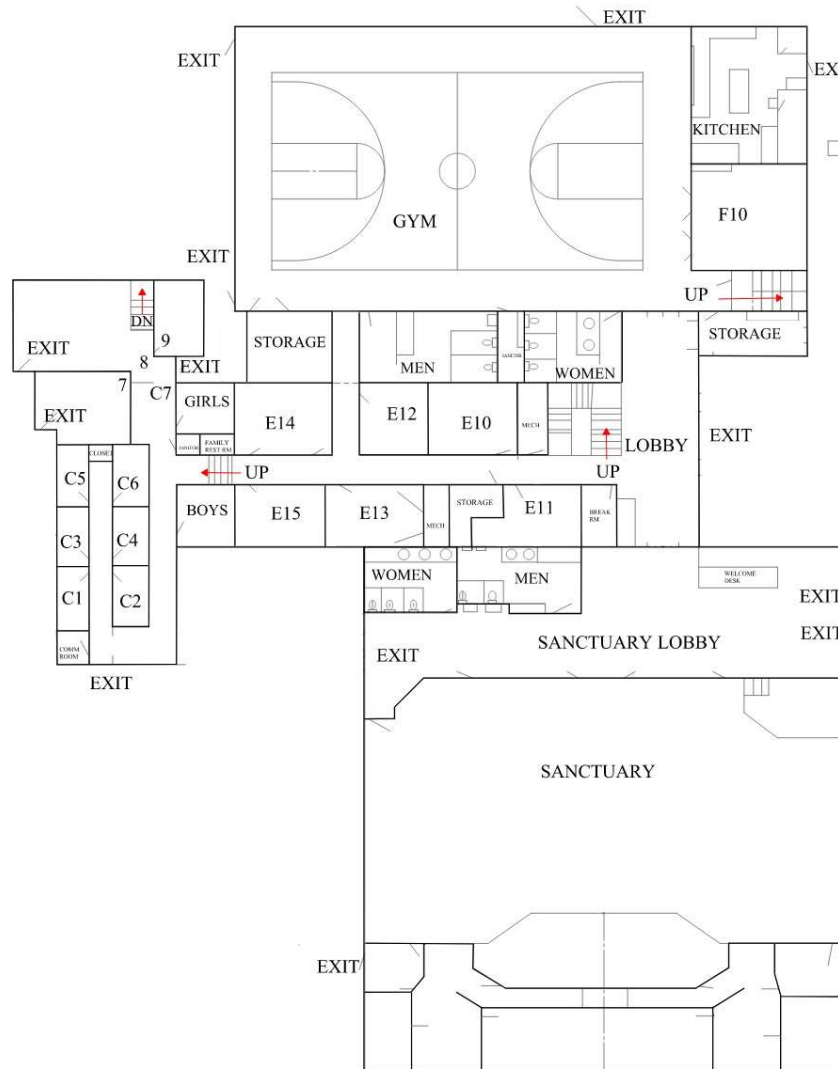 EXIT
EXIT
EX
KITCHEN
GYM
F10
EXIT
UP
DN
9
STORAGE
STORAGE
EXIT
8
EXIT
MEN
JANITOR
WOMEN
7
C7
GIRLS
E14
E12
E10
MECH
LOBBY
EXIT
EXIT
JANITOR
FAMILY
REST RM
CLOSET
UP
UP
C5
C6
BOYS
E15
E13
MECH
STORAGE
E11
BREAK
RM
C3
C4
WOMEN
MEN
WELCOME
DESK
C1
C2
EXIT
EXIT
COMM
ROOM
EXIT
SANCTUARY LOBBY
EXIT
SANCTUARY
EXIT